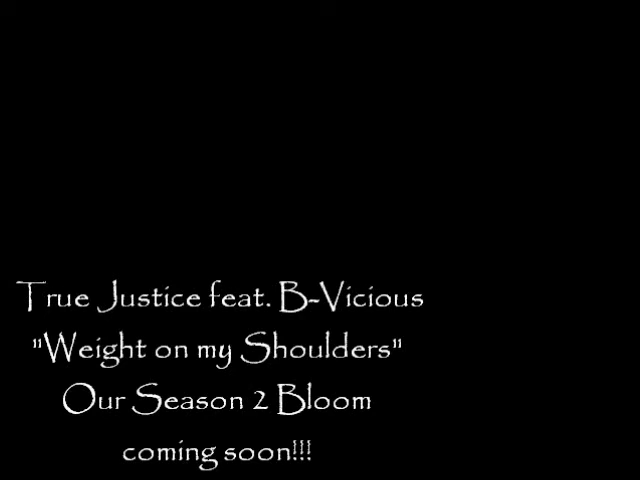 True Justice feat. B-Vicious
"Weight on my Shoulders"
Our Season 2 Bloom
coming soon!!!